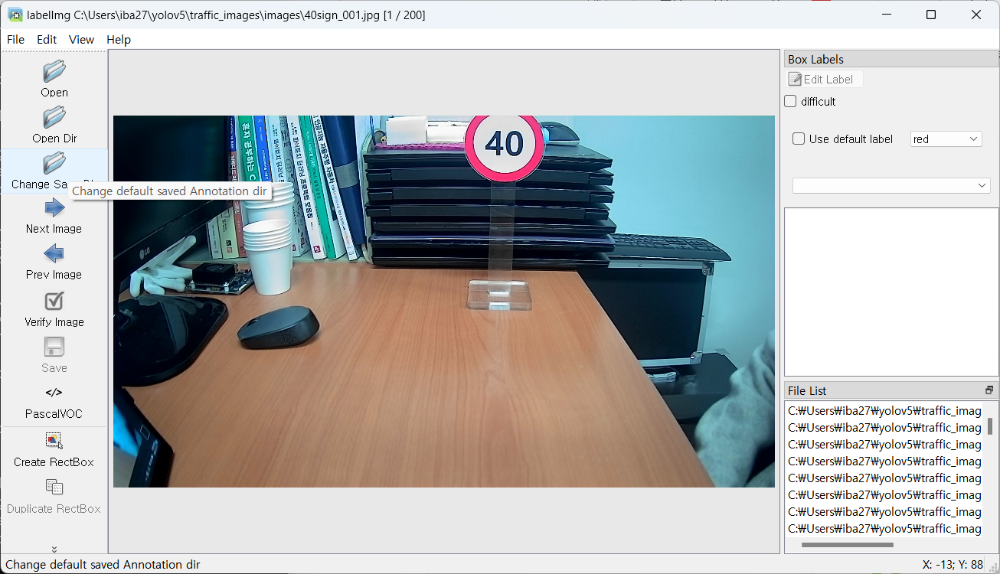 labelImg C:\Users\iba27\yolov5\traffic_images\images\40sign_001.jpg [1 / 200]
File Edit View Help
Open
Open Dir
Change Sa
Change default saved Annotation dir
Next Image
Prev Image
Verify Image
Save
</>
PascalVOC
Create RectBox
Duplicate RectBox
40
LG
Box Labels
Edit Label
difficult
Use default label
red
File List
C:₩Users₩iba27₩yolov5₩traffic_imag
C:₩Users₩iba27₩yolov5₩traffic_imag
C:₩Users₩iba27₩yolov5₩traffic_imag
C:₩Users₩iba27₩yolov5₩traffic_imag
C:₩Users₩iba27₩yolov5₩traffic_imag
C:₩Users₩iba27₩yolov5₩traffic_imag
C:₩Users₩iba27₩yolov5₩traffic_imag
C:₩Users₩iba27₩yolov5₩traffic_imag
Change default saved Annotation dir
X: -13; Y: 88